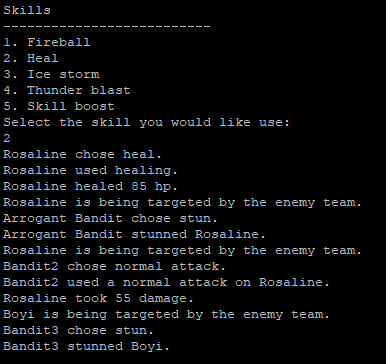 Skills
--------------------------
1. Fireball
2. Heal
3. Ice storm
4. Thunder blast
5. Skill boost
Select the skill you would like use:
2
Rosaline chose heal.
Rosaline used healing.
Rosaline healed 85 hp.
Rosaline is being targeted by the enemy team.
Arrogant Bandit chose stun.
Arrogant Bandit stunned Rosaline.
Rosaline is being targeted by the enemy team.
Bandit2 chose normal attack.
Bandit2 used a normal attack on Rosaline.
Rosaline took 55 damage.
Boyi is being targeted by the enemy team.
Bandit3 chose stun.
Bandit3 stunned Boyi.